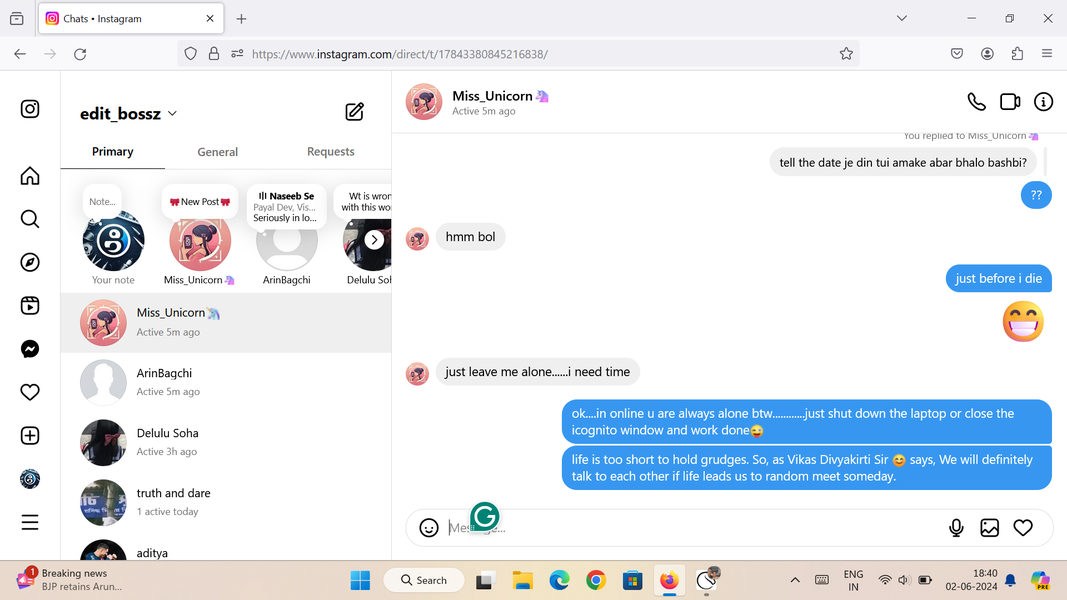 Chats • Instagram
https://www.instagram.com/direct/t/17843380845216838/
edit_bossz
Primary
General
Requests
Note...
🎀New Post🎀
Naseeb Se
Payal Dev, Vis...
Seriously in lo...
Wt is wron
with this wo
Your note
Miss_Unicorn🦄
ArinBagchi
Delulu Soh
Miss_Unicorn🦄
Active 5m ago
ArinBagchi
Active 5m ago
Delulu Soha
Active 3h ago
truth and dare
1 active today
aditya
Miss_Unicorn🦄
Active 5m ago
You replied to Miss_Unicorn🦄
tell the date je din tui amake abar bhalo bashbi?
??
hmm bol
just before i die
😁
just leave me alone......i need time
ok....in online u are always alone btw............just shut down the laptop or close the
icognito window and work done😜
life is too short to hold grudges. So, as Vikas Divyakirti Sir 😊 says, We will definitely
talk to each other if life leads us to random meet someday.
G
1
Breaking news
BJP retains Arun...
Search
ENG
IN
18:40
02-06-2024
PRE